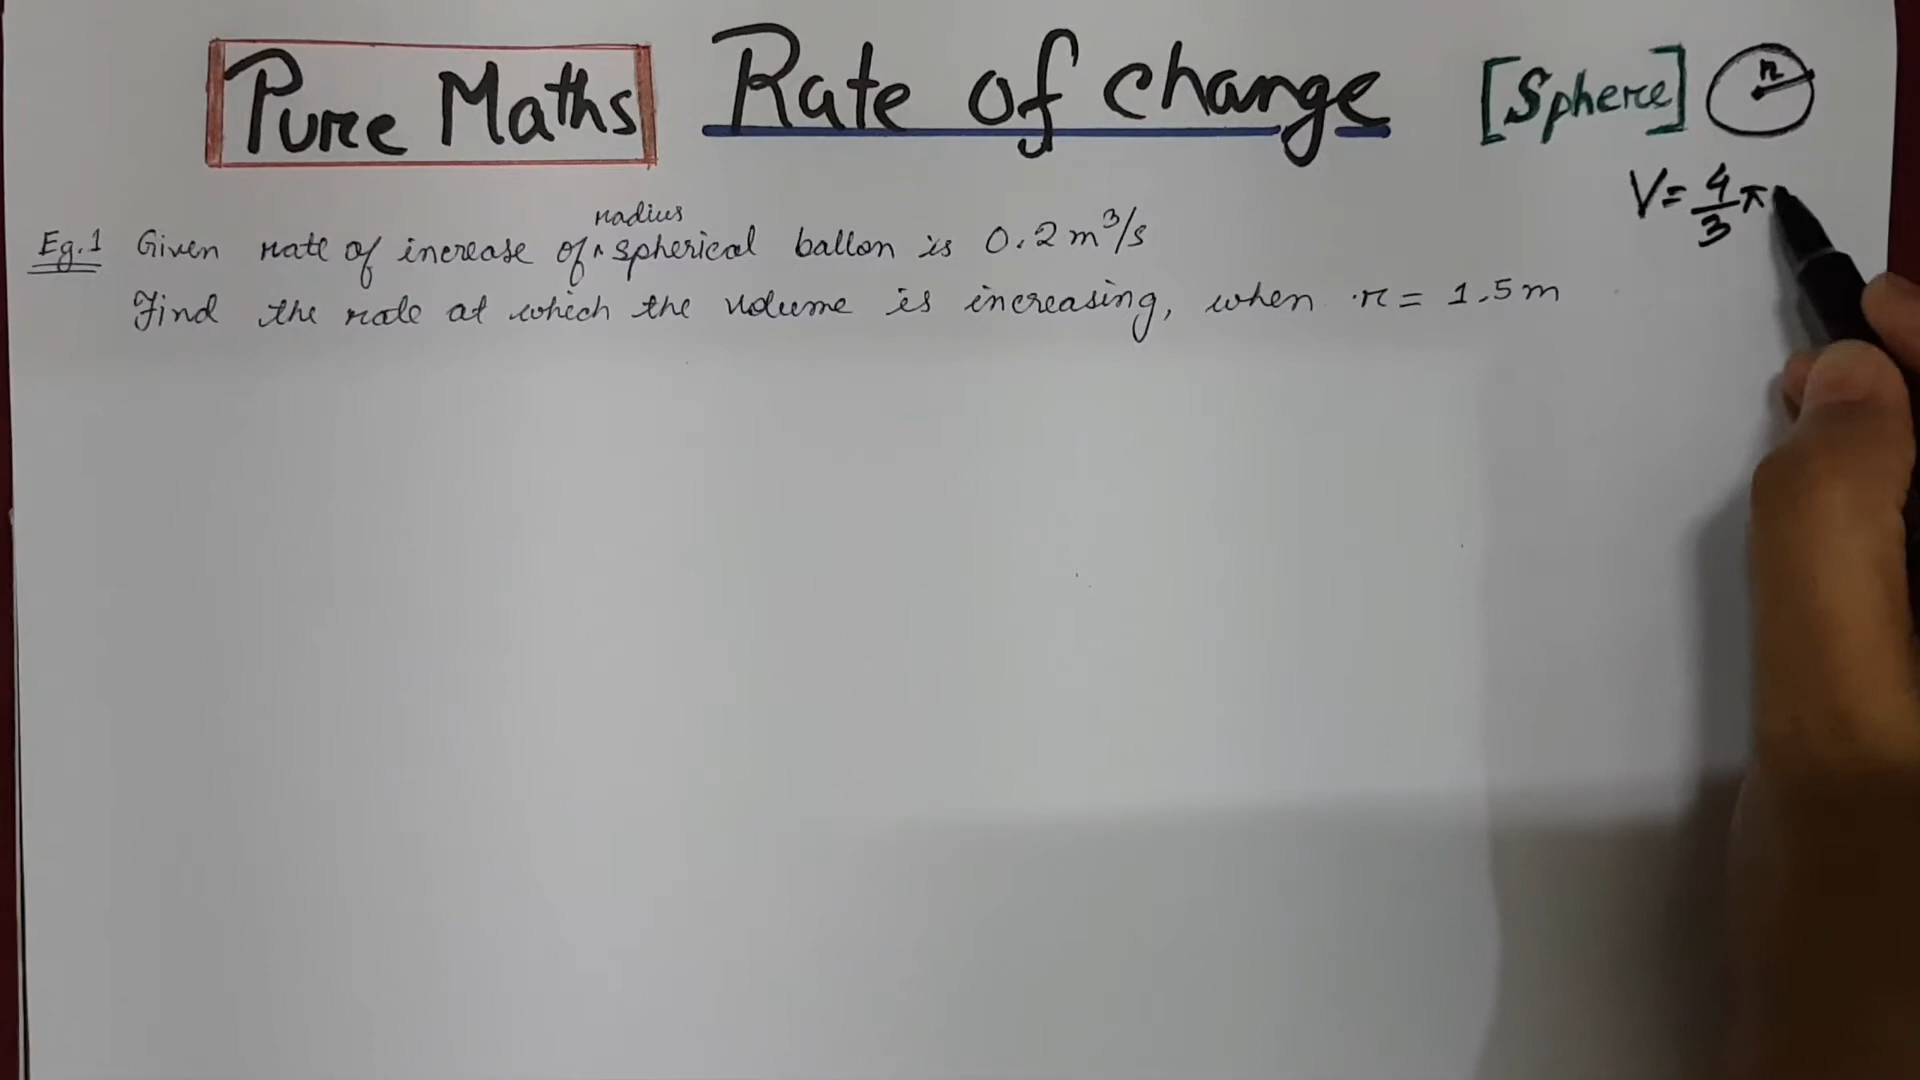 Pure Maths Rate of change [Sphere] r
V = 4/3 π
radius
Eg.1 Given rate of increase of ^ spherical ballon is 0.2 m³/s
Find the rate at which the volume is increasing, when r = 1.5 m